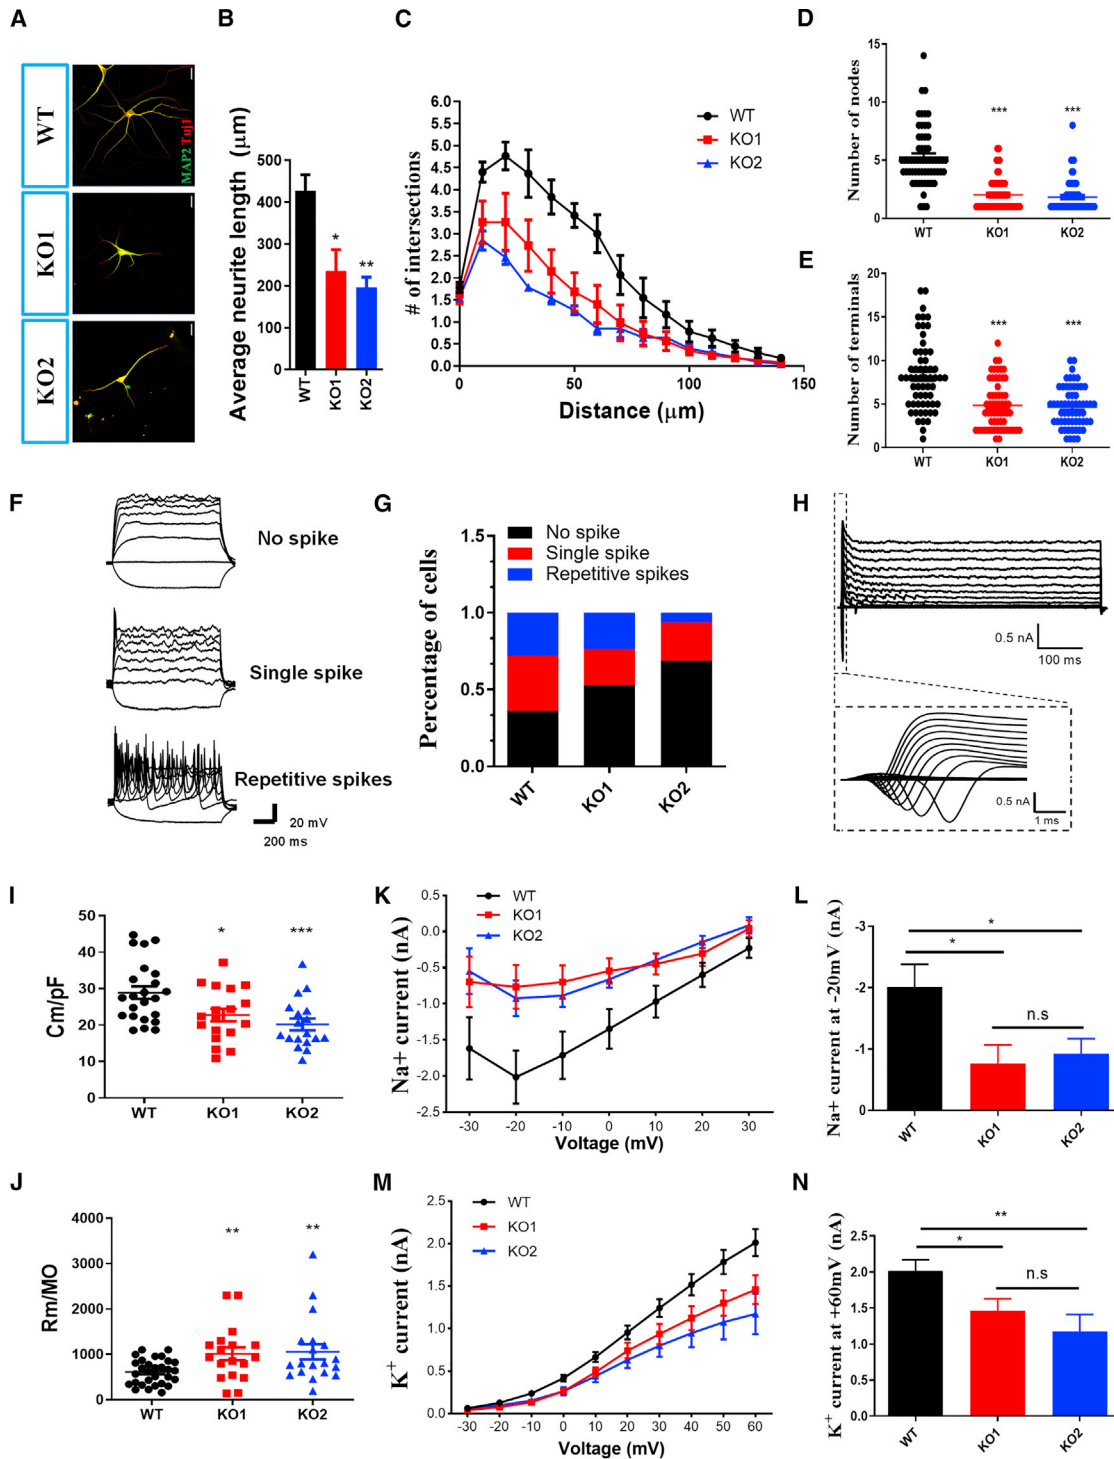 A
WT
MAP2 Tuj1
KO1
KO2
B
Average neurite length (μm)
500
400
300
200
100
0
*
**
WT
KO1
KO2
C
# of intersections
6.0
5.5
5.0
4.5
4.0
3.5
3.0
2.5
2.0
1.5
1.0
0.5
0.0
0
50
100
150
Distance (μm)
WT
KO1
KO2
D
Number of nodes
15
10
5
0
***
***
WT
KO1
KO2
E
Number of terminals
20
15
10
5
0
***
***
WT
KO1
KO2
F
No spike
Single spike
Repetitive spikes
20 mV
200 ms
G
Percentage of cells
1.5
1.0
0.5
0.0
No spike
Single spike
Repetitive spikes
WT
KO1
KO2
H
0.5 nA
100 ms
0.5 nA
1 ms
I
Cm/pF
50
40
30
20
10
0
*
***
WT
KO1
KO2
J
Rm/MO
4000
3000
2000
1000
0
**
**
WT
KO1
KO2
K
Na+ current (nA)
0.5
0.0
-0.5
-1.0
-1.5
-2.0
-2.5
WT
KO1
KO2
-30
-20
-10
0
10
20
30
Voltage (mV)
L
Na+ current at -20mV (nA)
-3
-2
-1
0
*
*
n.s
WT
KO1
KO2
M
K+ current (nA)
2.5
2.0
1.5
1.0
0.5
0.0
WT
KO1
KO2
-30
-20
-10
0
10
20
30
40
50
60
Voltage (mV)
N
K+ current at +60mV (nA)
2.5
2.0
1.5
1.0
0.5
0.0
**
*
n.s
WT
KO1
KO2